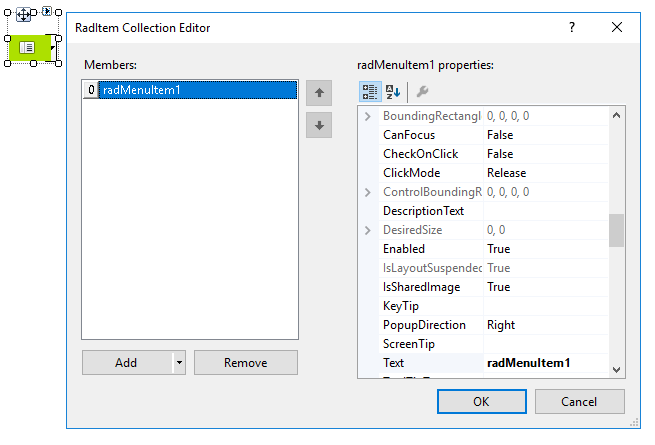 RadItem Collection Editor
? 
Members:
radMenuItem1 properties:
0 radMenuItem1
BoundingRectangl 0, 0, 0, 0
CanFocus False
CheckOnClick False
ClickMode Release
ControlBoundingR 0, 0, 0, 0
DescriptionText
DesiredSize 0, 0
Enabled True
IsLayoutSuspended True
IsSharedImage True
KeyTip
PopupDirection Right
ScreenTip
Text radMenuItem1
Add
Remove
OK
Cancel